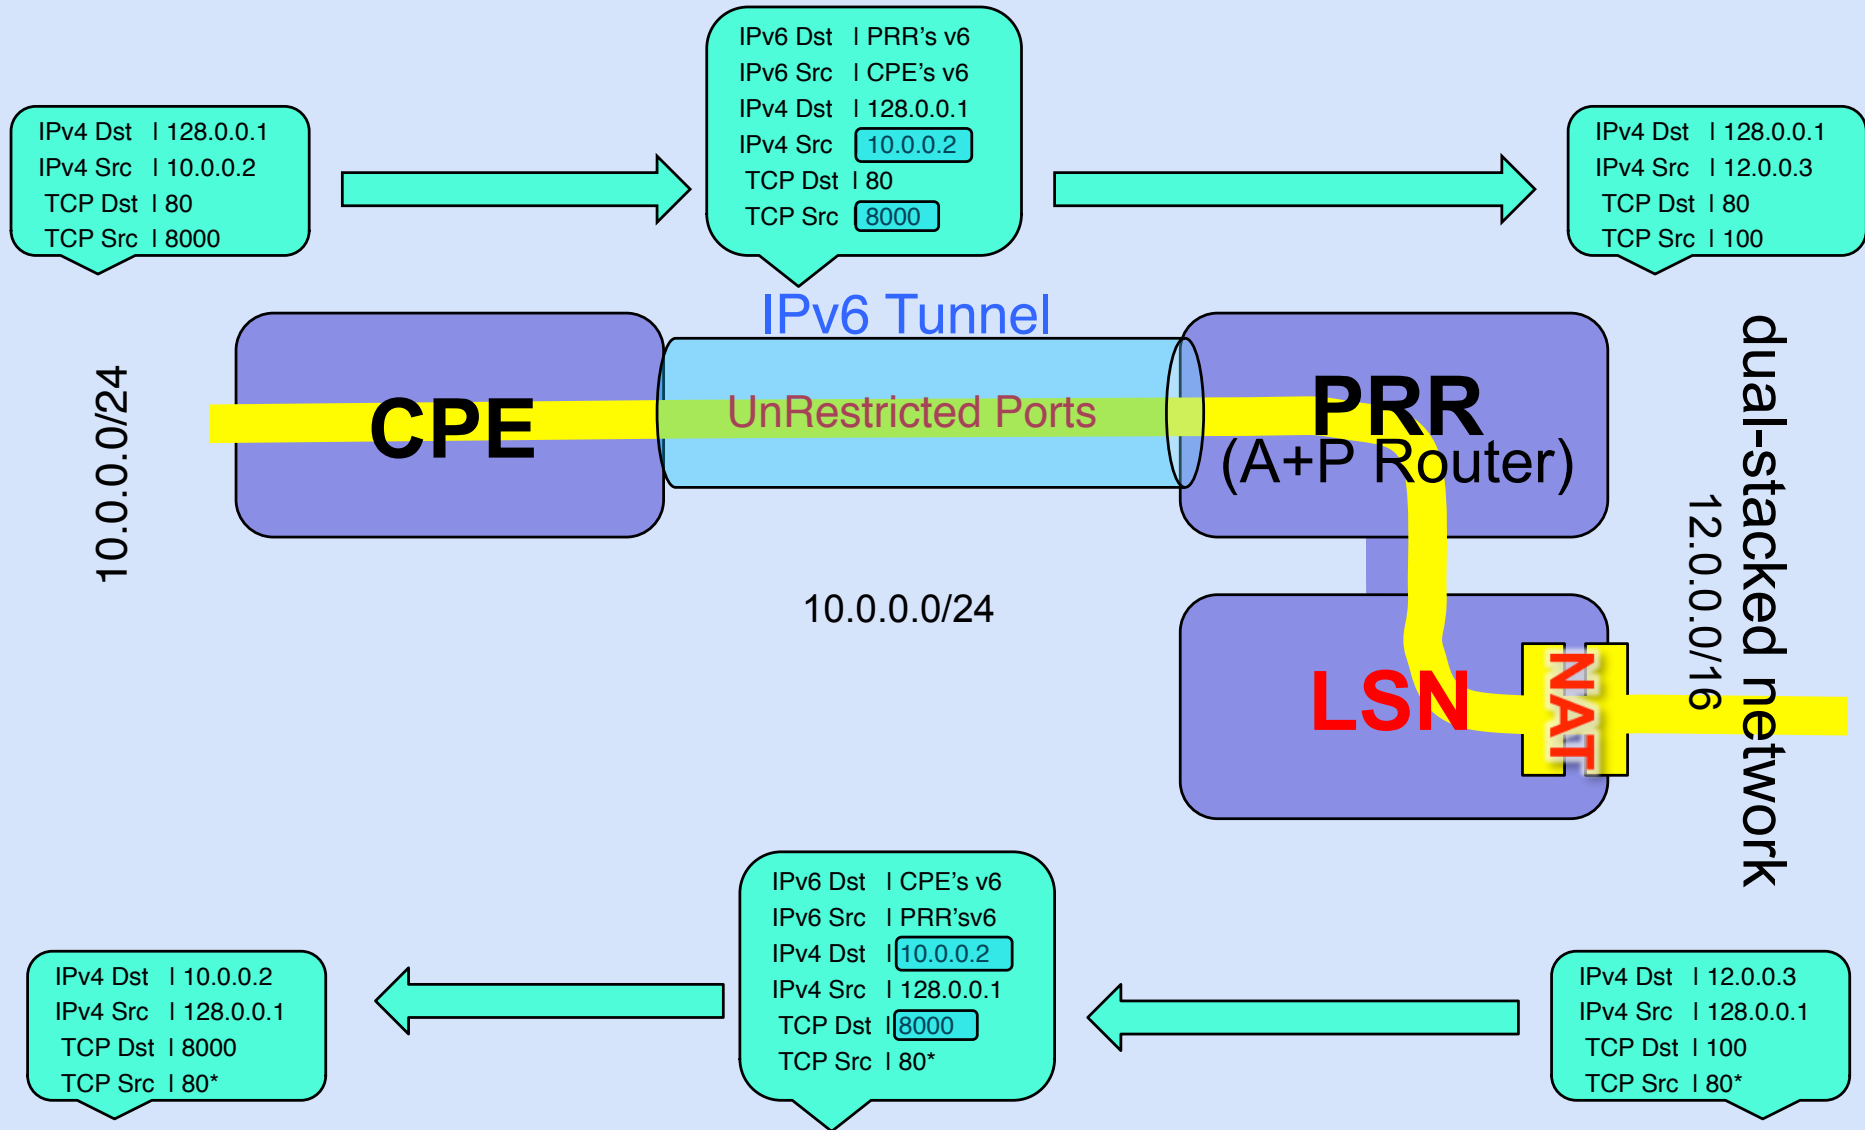 IPv6 Dst | PRR's v6
IPv6 Src | CPE's v6
IPv4 Dst | 128.0.0.1
IPv4 Src 10.0.0.2
TCP Dst | 80
TCP Src 8000
IPv4 Dst | 128.0.0.1
IPv4 Src | 10.0.0.2
TCP Dst | 80
TCP Src | 8000
IPv4 Dst | 128.0.0.1
IPv4 Src | 12.0.0.3
TCP Dst | 80
TCP Src | 100
IPv6 Tunnel
10.0.0.0/24
CPE
UnRestricted Ports
PRR
(A+P Router)
dual-stacked network
12.0.0.0/16
10.0.0.0/24
LSN
NAT
IPv6 Dst | CPE's v6
IPv6 Src | PRR'sv6
IPv4 Dst | 10.0.0.2
IPv4 Src | 128.0.0.1
TCP Dst | 8000
TCP Src | 80*
IPv4 Dst | 10.0.0.2
IPv4 Src | 128.0.0.1
TCP Dst | 8000
TCP Src | 80*
IPv4 Dst | 12.0.0.3
IPv4 Src | 128.0.0.1
TCP Dst | 100
TCP Src | 80*